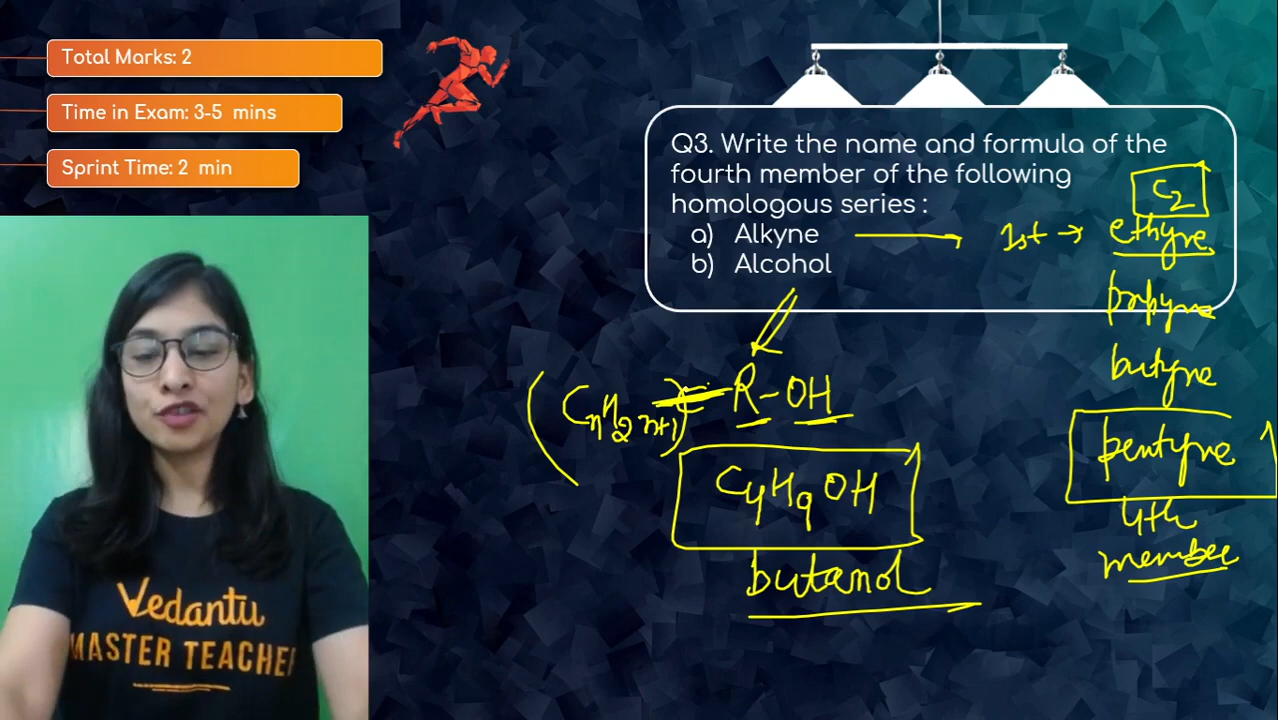 Total Marks: 2
Time in Exam: 3-5 mins
Sprint Time: 2 min
Q3. Write the name and formula of the
fourth member of the following
homologous series :
a) Alkyne
b) Alcohol
C2
1st → ethyne
propyne
butyne
pentyne
4th
member
(CnH2n+1) R-OH
C4H9OH
butanol
Vedantu
MASTER TEACHER